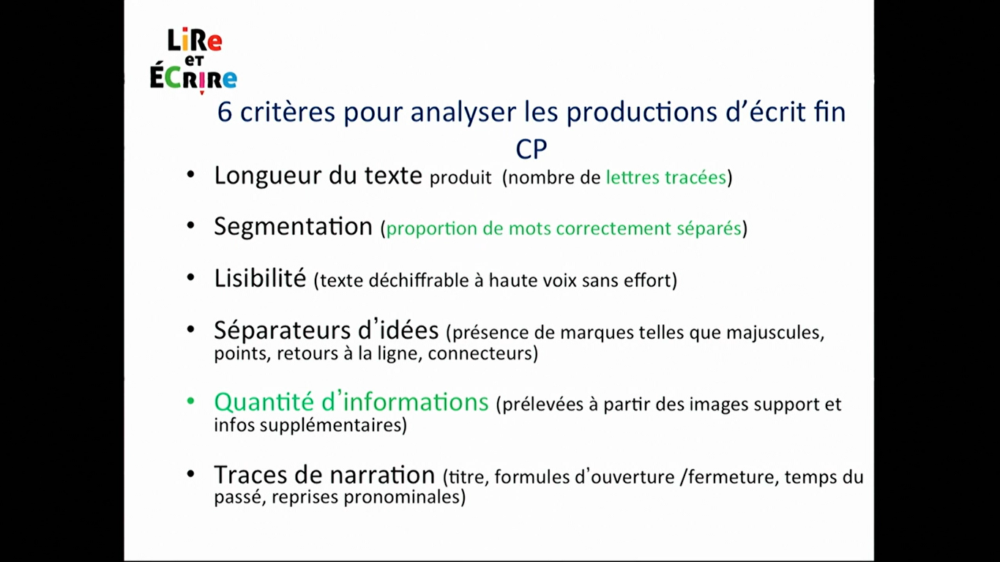 LiRe
eT
ÉCRIRe
6 critères pour analyser les productions d’écrit fin
CP
• Longueur du texte produit (nombre de lettres tracées)
• Segmentation (proportion de mots correctement séparés)
• Lisibilité (texte déchiffrable à haute voix sans effort)
• Séparateurs d’idées (présence de marques telles que majuscules,
points, retours à la ligne, connecteurs)
• Quantité d’informations (prélevées à partir des images support et
infos supplémentaires)
• Traces de narration (titre, formules d’ouverture /fermeture, temps du
passé, reprises pronominales)